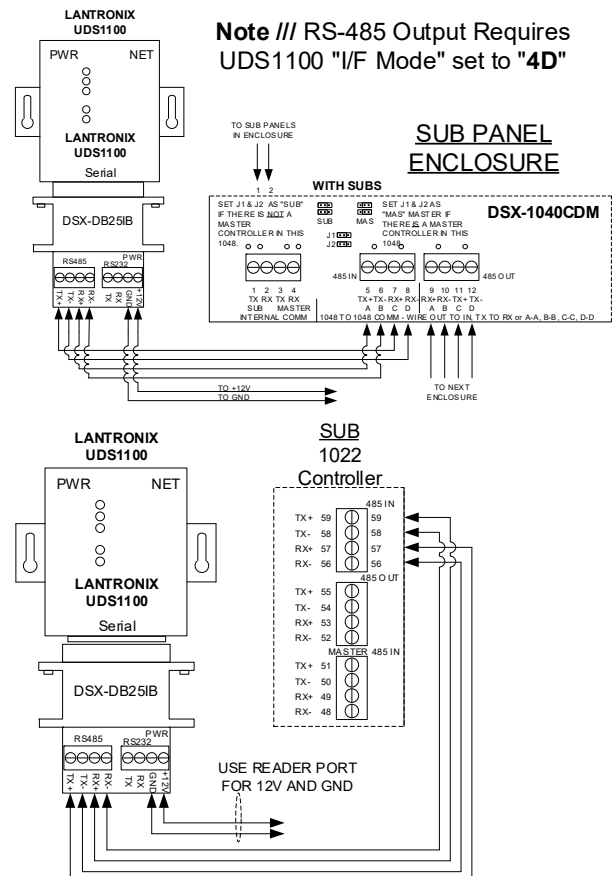 LANTRONIX
UDS1100
PWR NET
LANTRONIX
UDS1100
Serial
DSX-DB25IB
PWR
RS485 RS232
TX+ TX- RX+ RX- TX RX GND +12V
Note /// RS-485 Output Requires
UDS1100 "I/F Mode" set to "4D"
TO SUB PANELS
IN ENCLOSURE
SUB PANEL
ENCLOSURE
1 2
WITH SUBS
SET J1 & J2 AS "SUB"
IF THERE IS NOT A
MASTER
CONTROLLER IN THIS
1048.
SUB MAS
J1
J2
SET J1 & J2 AS
"MAS" MASTER IF
THERE IS A MASTER
CONTROLLER IN THIS
1048.
DSX-1040CDM
485 IN 485 OUT
1 2 3 4 5 6 7 8 9 10 11 12
TX RX TX RX TX+ TX- RX+ RX- RX+ RX- TX+ TX-
SUB MASTER A B C D A B C D
INTERNAL COMM 1048 TO 1048 COMM - WIRE OUT TO IN, TX TO RX or A-A, B-B, C-C, D-D
TO +12V
TO GND
TO NEXT
ENCLOSURE
LANTRONIX
UDS1100
PWR NET
LANTRONIX
UDS1100
Serial
DSX-DB25IB
PWR
RS485 RS232
TX+ TX- RX+ RX- TX RX GND +12V
SUB
1022
Controller
485 IN
TX+ 59 59
TX- 58 58
RX+ 57 57
RX- 56 56
485 OUT
TX+ 55
TX- 54
RX+ 53
RX- 52
MASTER 485 IN
TX+ 51
TX- 50
RX+ 49
RX- 48
USE READER PORT
FOR 12V AND GND